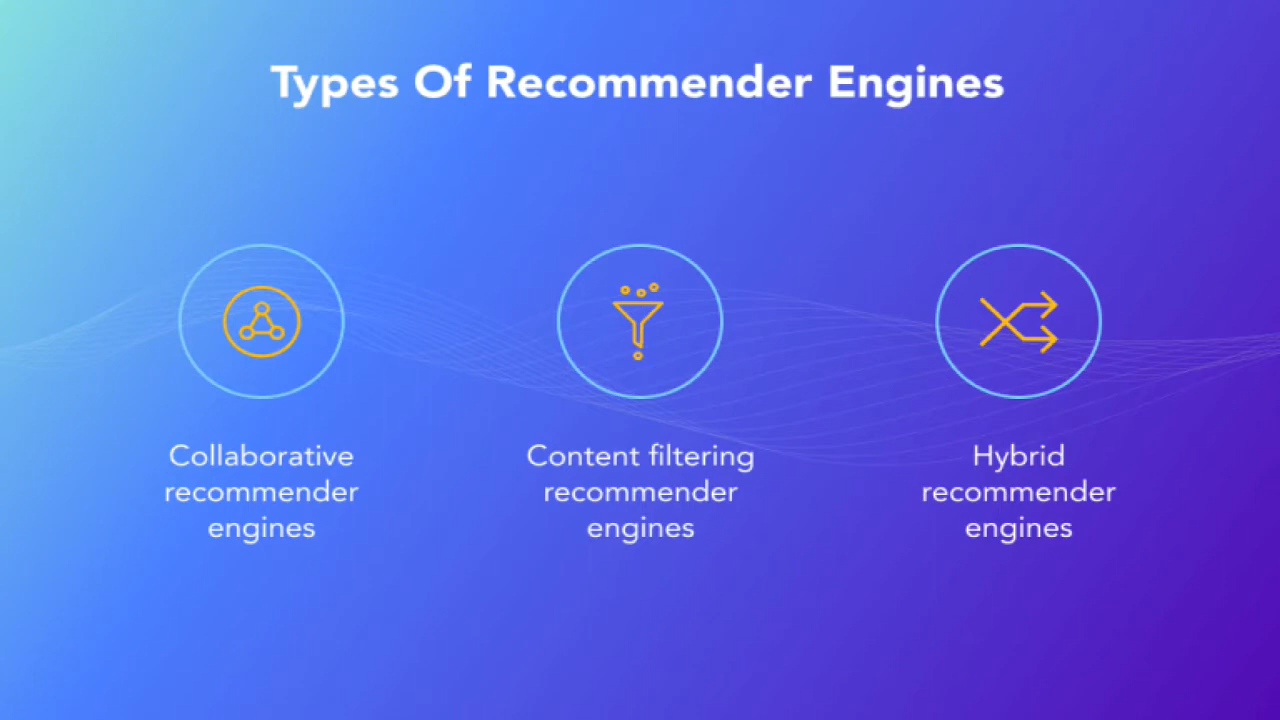 Types Of Recommender Engines
Collaborative
recommender
engines
Content filtering
recommender
engines
Hybrid
recommender
engines